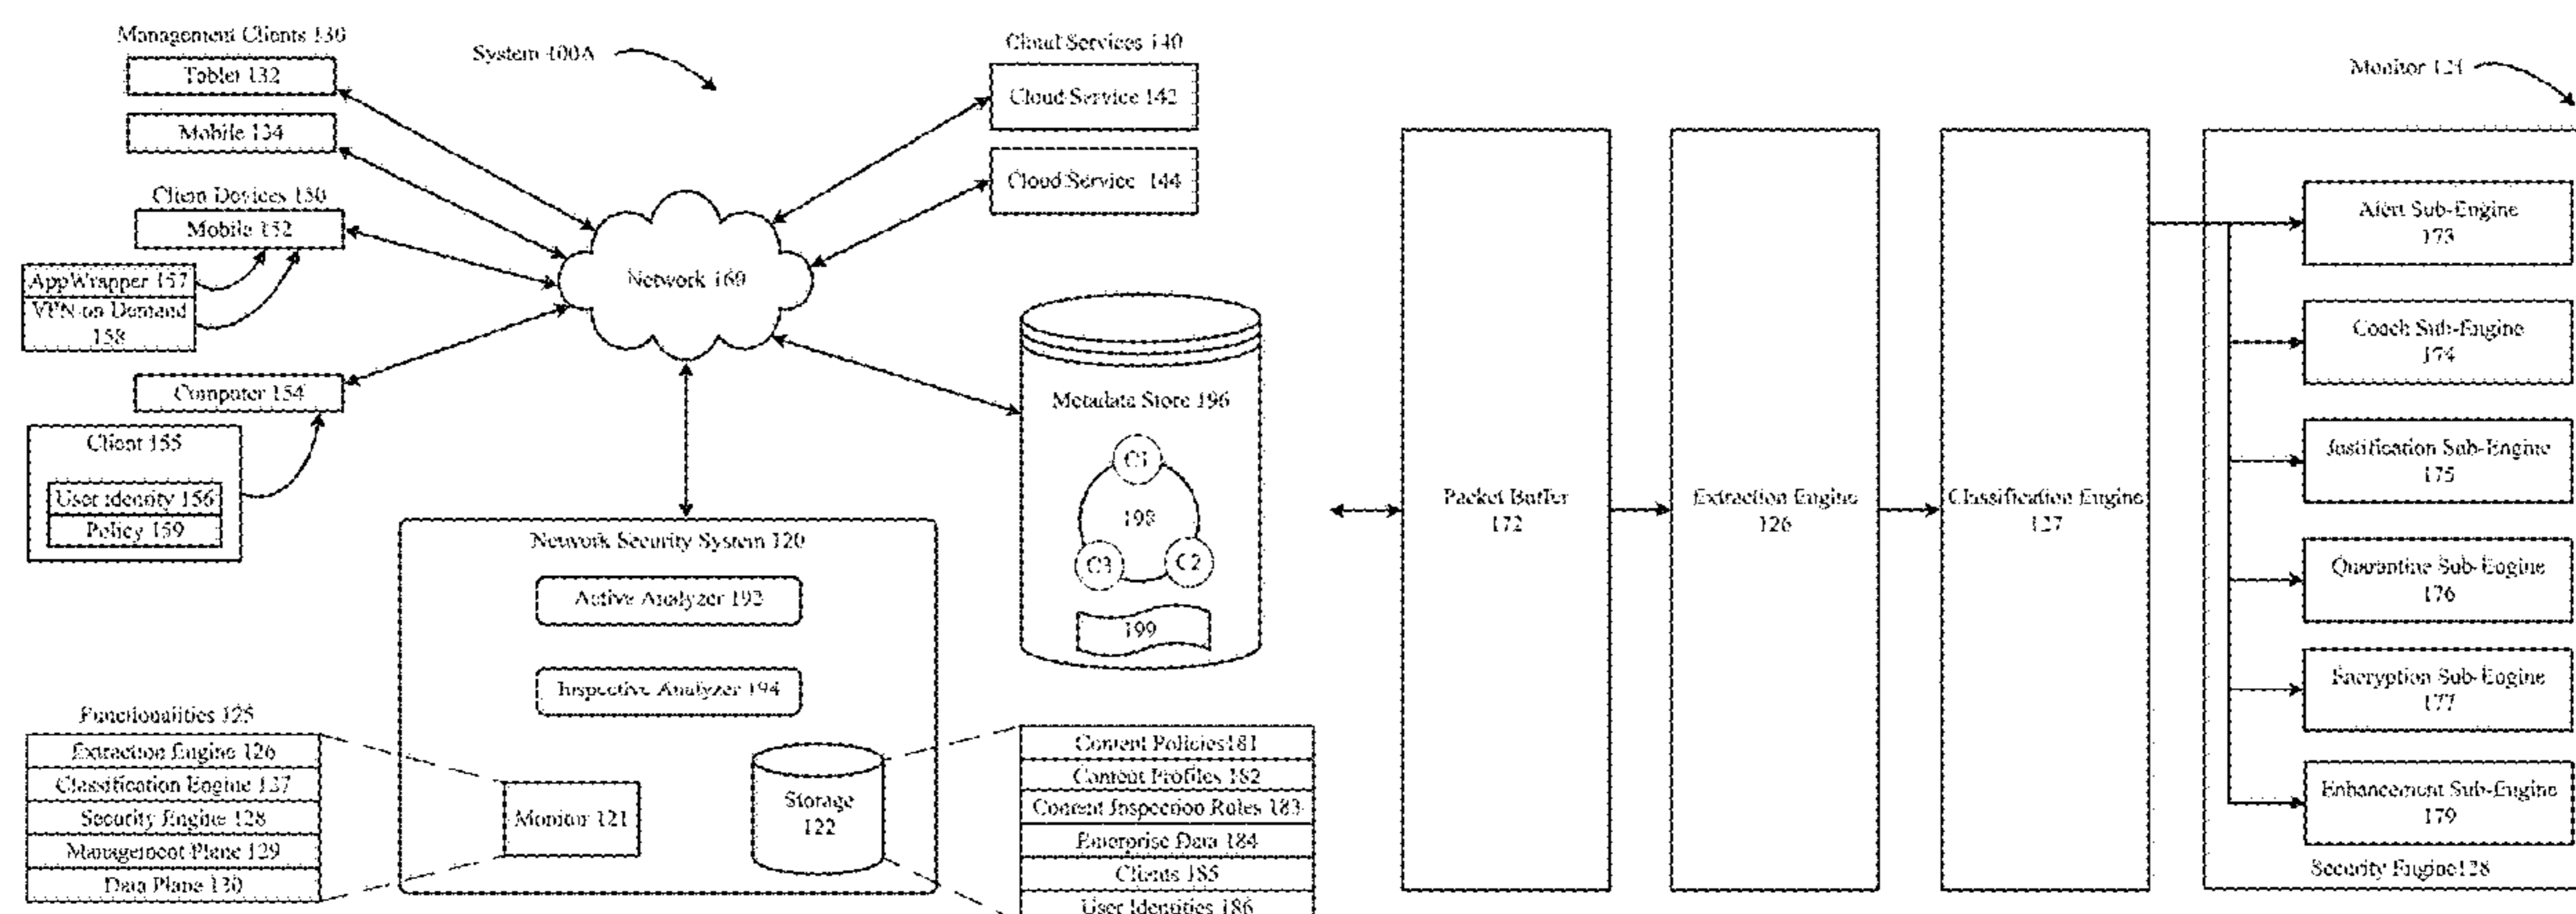 Management Clients 130
Tablet 132
Mobile 134
Client Devices 150
Mobile 152
AppWrapper 157
VPN on Demand
158
Computer 154
Client 155
User identity 156
Policy 159
System 100A
Network 160
Cloud Services 140
Cloud Service 142
Cloud Service 144
Metadata Store 196
C1
198
C3
C2
199
Network Security System 120
Active Analyzer 192
Inspective Analyzer 194
Monitor 121
Storage
122
Functionalities 125
Extraction Engine 126
Classification Engine 127
Security Engine 128
Management Plane 129
Data Plane 130
Content Policies181
Content Profiles 182
Content Inspection Rules 183
Enterprise Data 184
Clients 185
User Identities 186
Monitor 121
Packet Buffer
172
Extraction Engine
126
Classification Engine
127
Alert Sub-Engine
173
Coach Sub-Engine
174
Justification Sub-Engine
175
Quarantine Sub-Engine
176
Encryption Sub-Engine
177
Enhancement Sub-Engine
179
Security Engine128